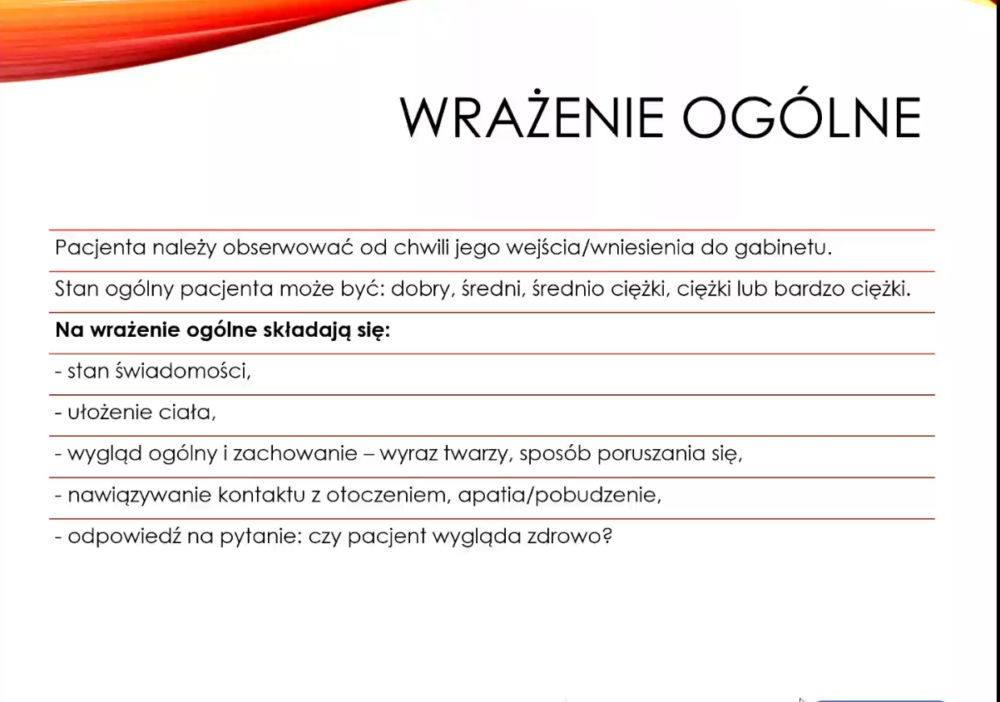 WRAŻENIE OGÓLNE
Pacjenta należy obserwować od chwili jego wejścia/wniesienia do gabinetu.
Stan ogólny pacjenta może być: dobry, średni, średnio ciężki, ciężki lub bardzo ciężki.
Na wrażenie ogólne składają się:
- stan świadomości,
- ułożenie ciała,
- wygląd ogólny i zachowanie – wyraz twarzy, sposób poruszania się,
- nawiązywanie kontaktu z otoczeniem, apatia/pobudzenie,
- odpowiedź na pytanie: czy pacjent wygląda zdrowo?